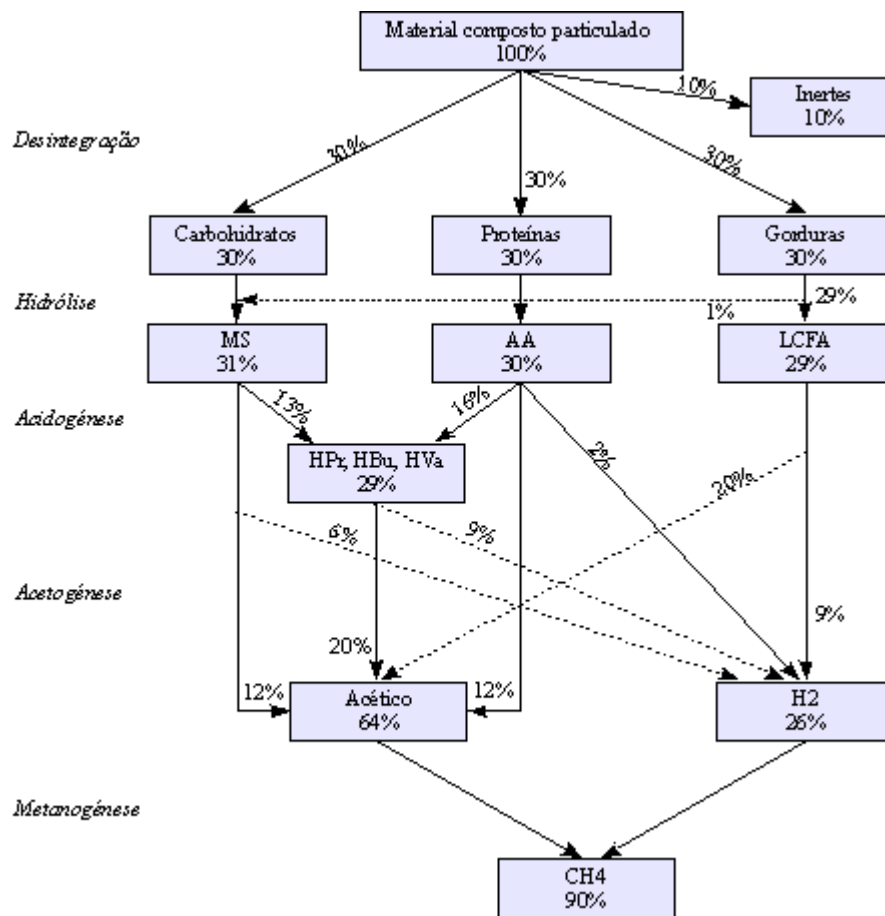 Material composto particulado
100%
10%
Inertes
10%
Desintegração
30%
30%
30%
Carbohidratos
30%
Proteínas
30%
Gorduras
30%
Hidrólise
29%
1%
MS
31%
AA
30%
LCFA
29%
Acidogénese
13%
16%
HPr, HBu, HVa
29%
2%
20%
6%
9%
Acetogénese
20%
9%
12%
12%
Acético
64%
H2
26%
Metanogénese
CH4
90%